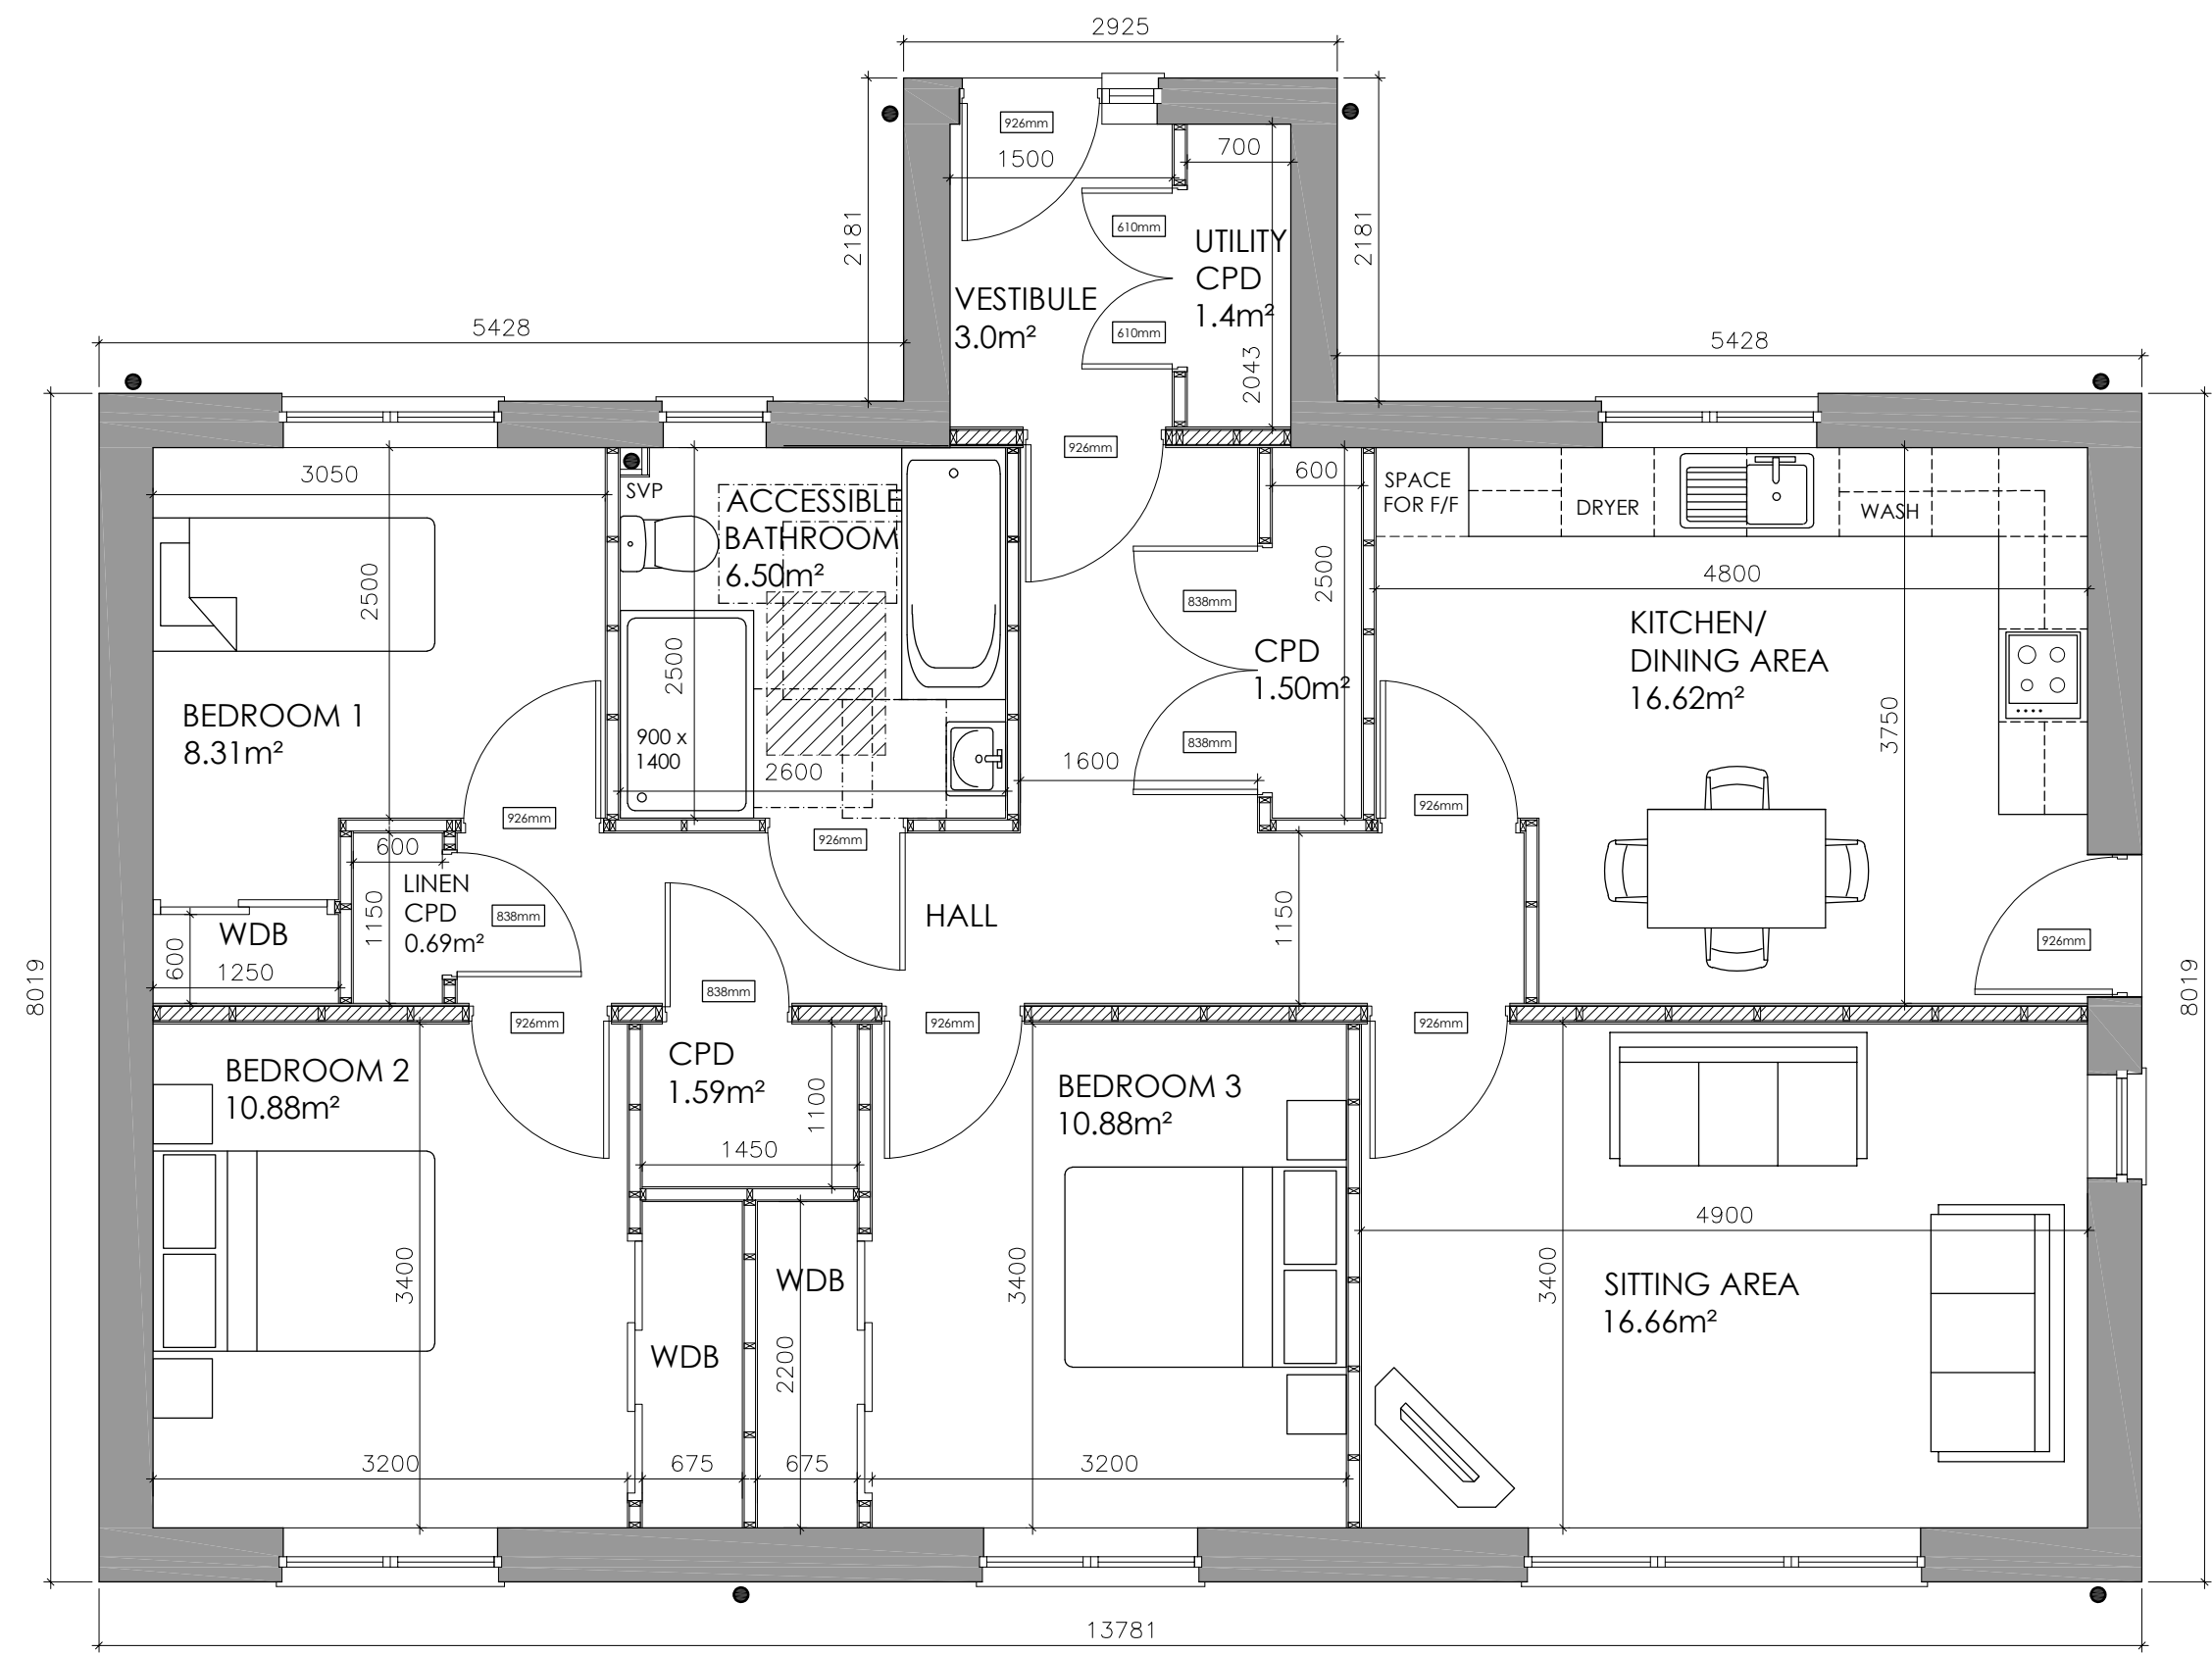 2925
926mm
1500
700
2181
2181
610mm
UTILITY
CPD
1.4m²
VESTIBULE
3.0m²
610mm
2043
5428
5428
926mm
3050
SVP
ACCESSIBLE
BATHROOM
6.50m²
600
SPACE
FOR F/F
DRYER
WASH
2500
2500
2500
4800
838mm
KITCHEN/
DINING AREA
16.62m²
CPD
1.50m²
BEDROOM 1
8.31m²
900 x
1400
2600
838mm
1600
3750
926mm
926mm
926mm
600
LINEN
CPD
0.69m²
1150
838mm
HALL
1150
WDB
600
1250
926mm
8019
8019
838mm
926mm
926mm
926mm
BEDROOM 2
10.88m²
CPD
1.59m²
1100
1450
BEDROOM 3
10.88m²
4900
3400
WDB
WDB
2200
3400
3400
SITTING AREA
16.66m²
3200
675
675
3200
13781